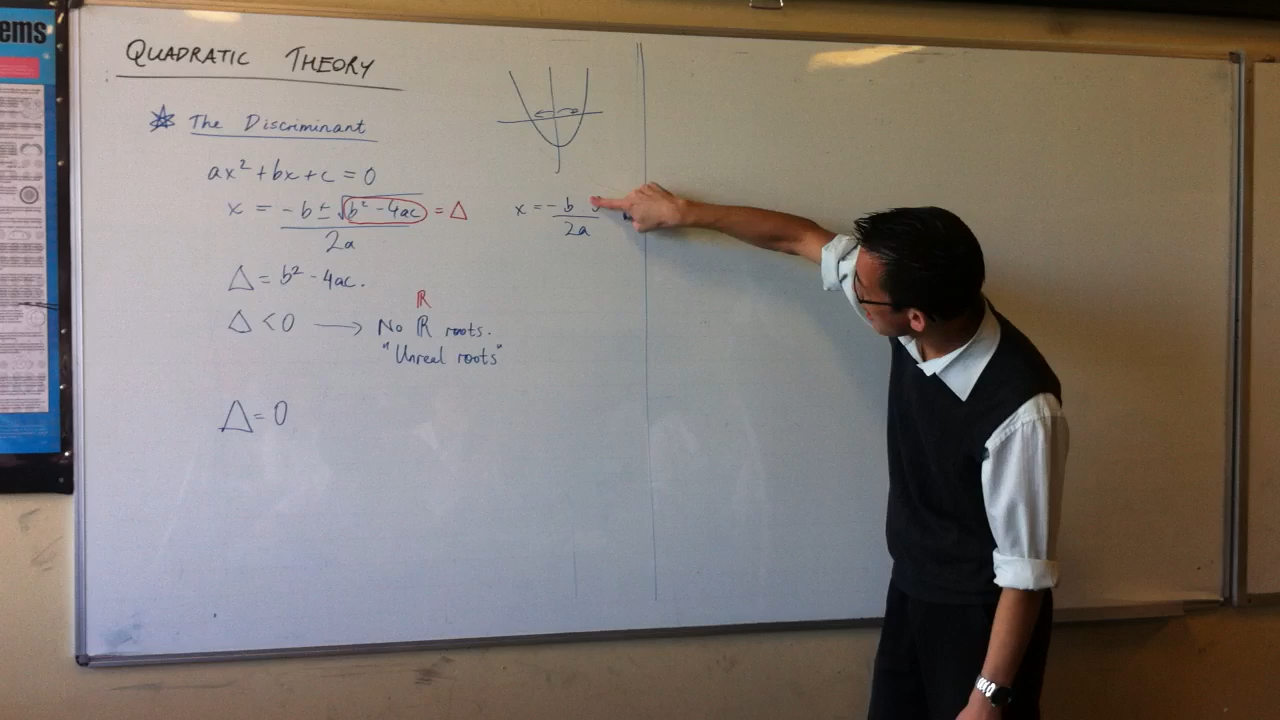 ems
QUADRATIC THEORY
The Discriminant
ax² + bx + c = 0
x = -b ± √b² - 4ac = Δ
2a
x = -b
2a
Δ = b² - 4ac.
ℝ
Δ < 0 → No ℝ roots.
"Unreal roots"
Δ = 0